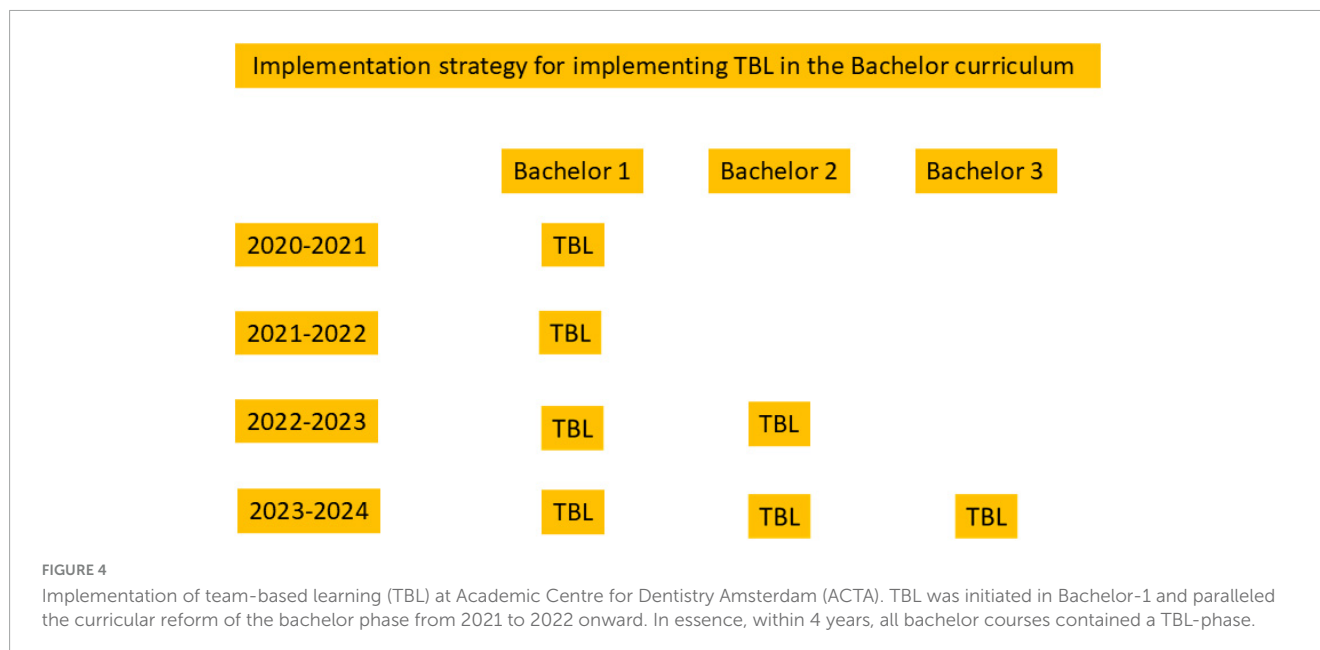 Implementation strategy for implementing TBL in the Bachelor curriculum
Bachelor 1 Bachelor 2 Bachelor 3
2020-2021 TBL
2021-2022 TBL
2022-2023 TBL TBL
2023-2024 TBL TBL TBL
FIGURE 4
Implementation of team-based learning (TBL) at Academic Centre for Dentistry Amsterdam (ACTA). TBL was initiated in Bachelor-1 and paralleled
the curricular reform of the bachelor phase from 2021 to 2022 onward. In essence, within 4 years, all bachelor courses contained a TBL-phase.